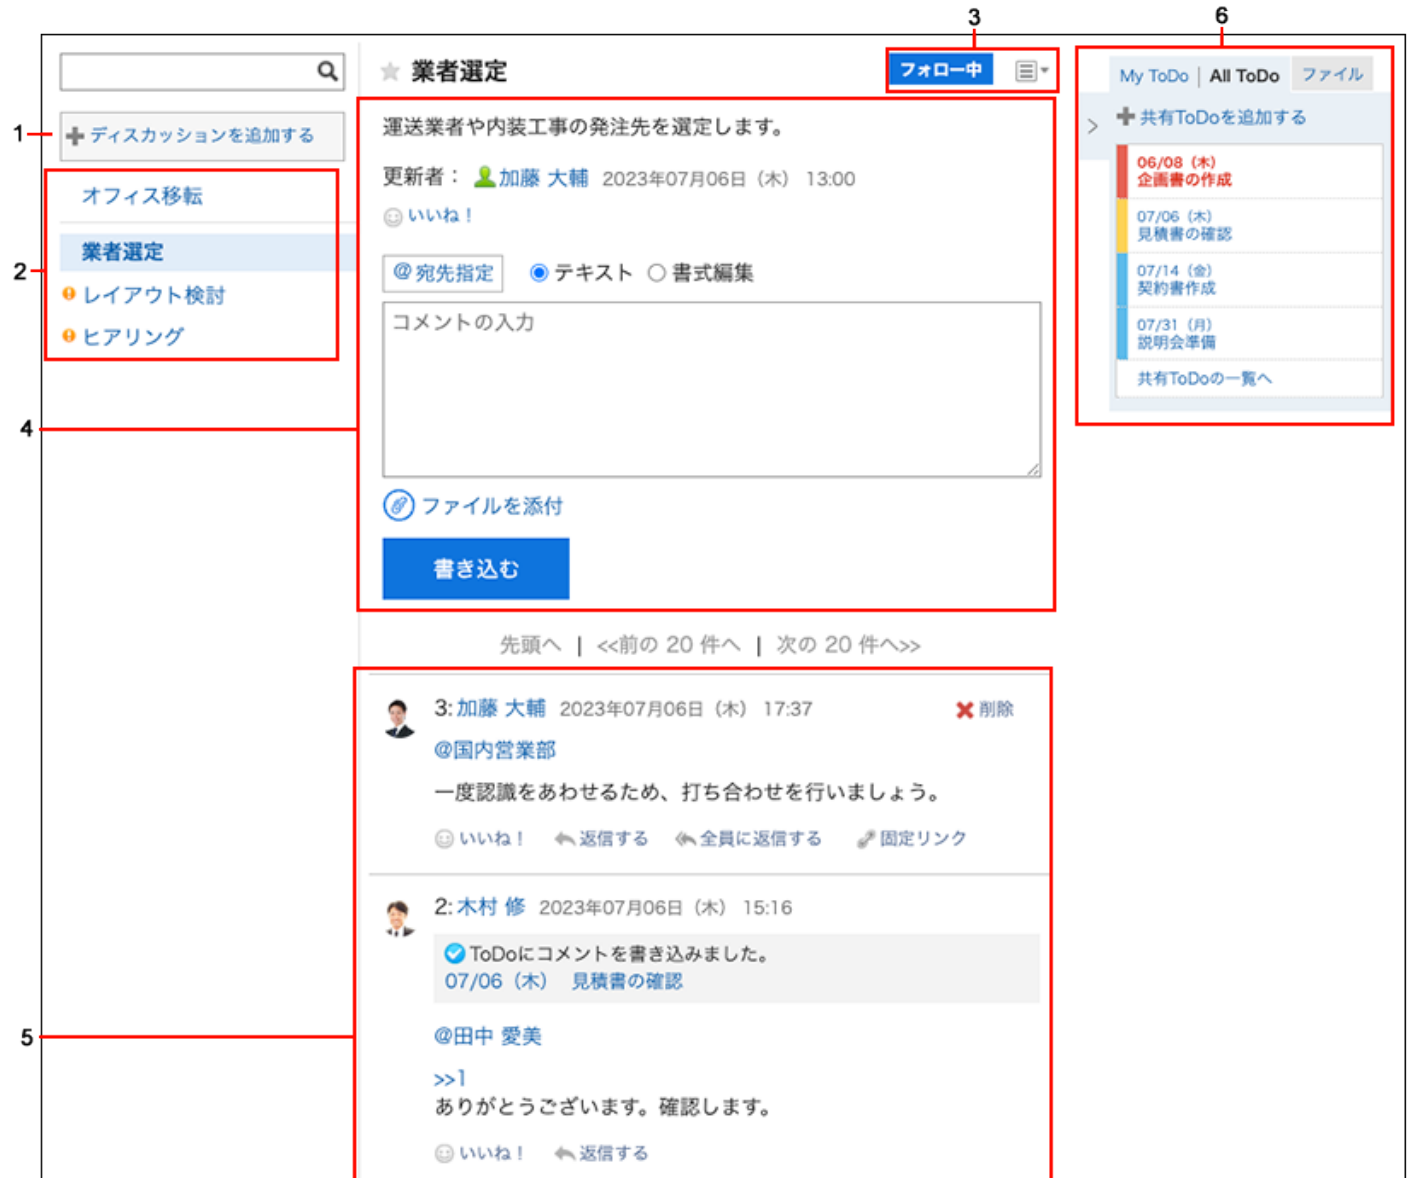 3
6
業者選定
フォロー中
My ToDo | All ToDo ファイル
1
+ ディスカッションを追加する
運送業者や内装工事の発注先を選定します。
+ 共有ToDoを追加する
更新者： 加藤 大輔 2023年07月06日（木） 13:00
いいね！
06/08（木）
企画書の作成
07/06（木）
見積書の確認
07/14（金）
契約書作成
07/31（月）
説明会準備
共有ToDoの一覧へ
2
オフィス移転
業者選定
レイアウト検討
ヒアリング
@宛先指定 テキスト 書式編集
コメントの入力
4
ファイルを添付
書き込む
先頭へ | <<前の 20 件へ | 次の 20 件へ>>
3: 加藤 大輔 2023年07月06日（木） 17:37 削除
@国内営業部
一度認識をあわせるため、打ち合わせを行いましょう。
いいね！ 返信する 全員に返信する 固定リンク
2: 木村 修 2023年07月06日（木） 15:16
ToDoにコメントを書き込みました。
07/06（木） 見積書の確認
5
@田中 愛美
>>1
ありがとうございます。確認します。
いいね！ 返信する